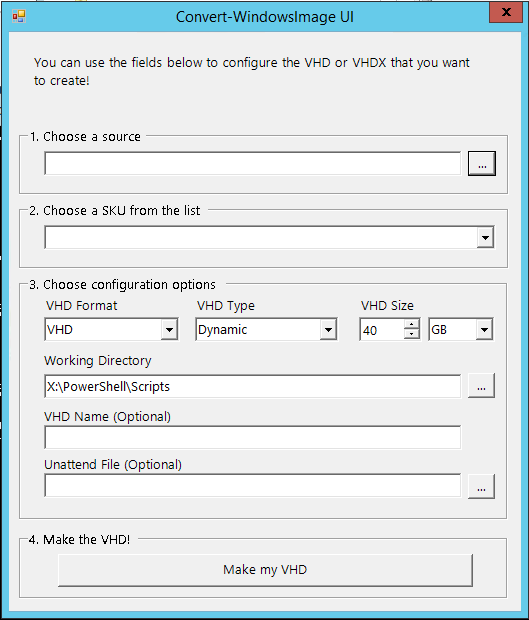 Convert-WindowsImage UI
x
You can use the fields below to configure the VHD or VHDX that you want
to create!
1. Choose a source
...
2. Choose a SKU from the list
3. Choose configuration options
VHD Format VHD Type VHD Size
VHD Dynamic 40 GB
Working Directory
X:\PowerShell\Scripts ...
VHD Name (Optional)
Unattend File (Optional)
...
4. Make the VHD!
Make my VHD